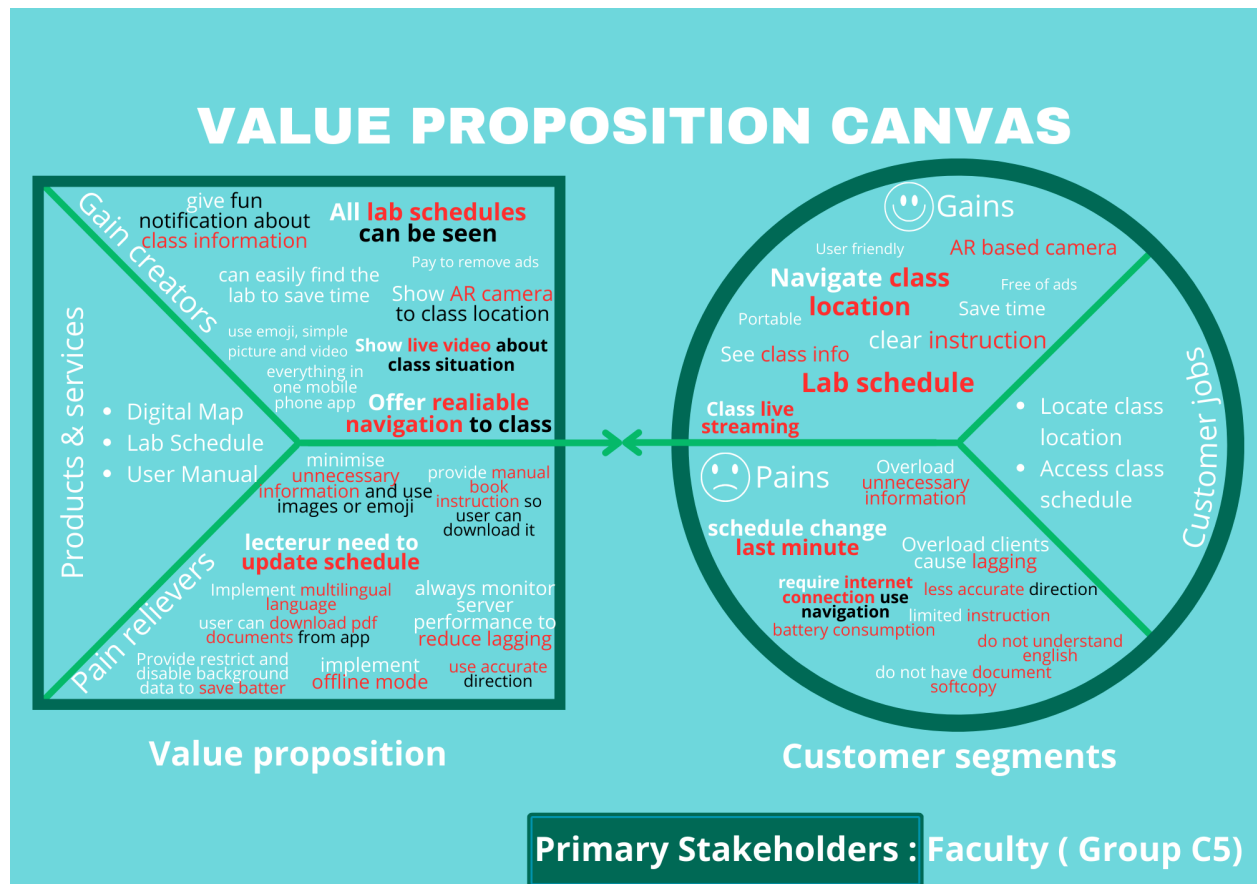 VALUE PROPOSITION CANVAS
Gain creators
give fun
notification about
class information
All lab schedules
can be seen
Pay to remove ads
can easily find the
lab to save time
Show AR camera
to class location
use emoji, simple
picture and video
Show live video about
class situation
everything in
one mobile
phone app
Offer realiable
navigation to class
Products & services
• Digital Map
• Lab Schedule
• User Manual
Pain relievers
minimise
unnecessary
information and use
images or emoji
provide manual
book
instruction so
user can
download it
lecterur need to
update schedule
Implement multilingual
language
always monitor
server
performance to
reduce lagging
user can download pdf
documents from app
Provide restrict and
disable background
data to save batter
implement
offline mode
use accurate
direction
Value proposition
Gains
User friendly
AR based camera
Navigate class
location
Free of ads
Save time
Portable
clear instruction
See class info
Lab schedule
Class live
streaming
Customer jobs
• Locate class
location
• Access class
schedule
Pains
Overload
unnecessary
information
schedule change
last minute
Overload clients
cause lagging
require internet
connection use
navigation
less accurate direction
limited instruction
battery consumption
do not understand
english
do not have document
softcopy
Customer segments
Primary Stakeholders : Faculty ( Group C5)